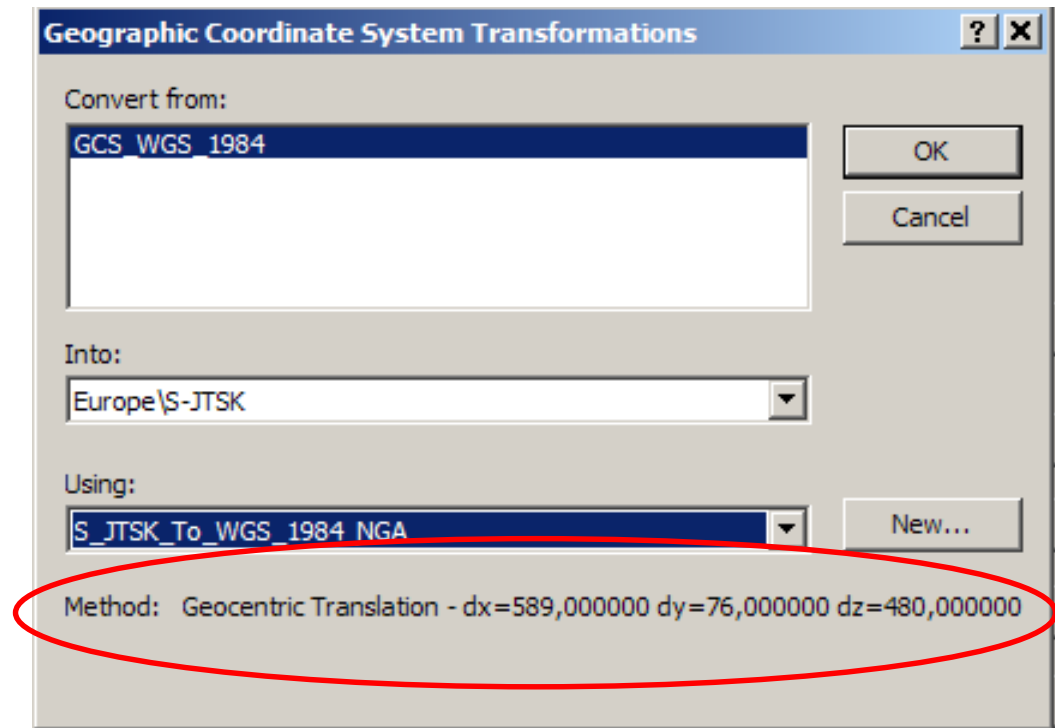 Geographic Coordinate System Transformations
Convert from:
GCS_WGS_1984
OK
Cancel
Into:
Europe\S-JTSK
Using:
S_JTSK_To_WGS_1984_NGA
New...
Method: Geocentric Translation - dx=589,000000 dy=76,000000 dz=480,000000